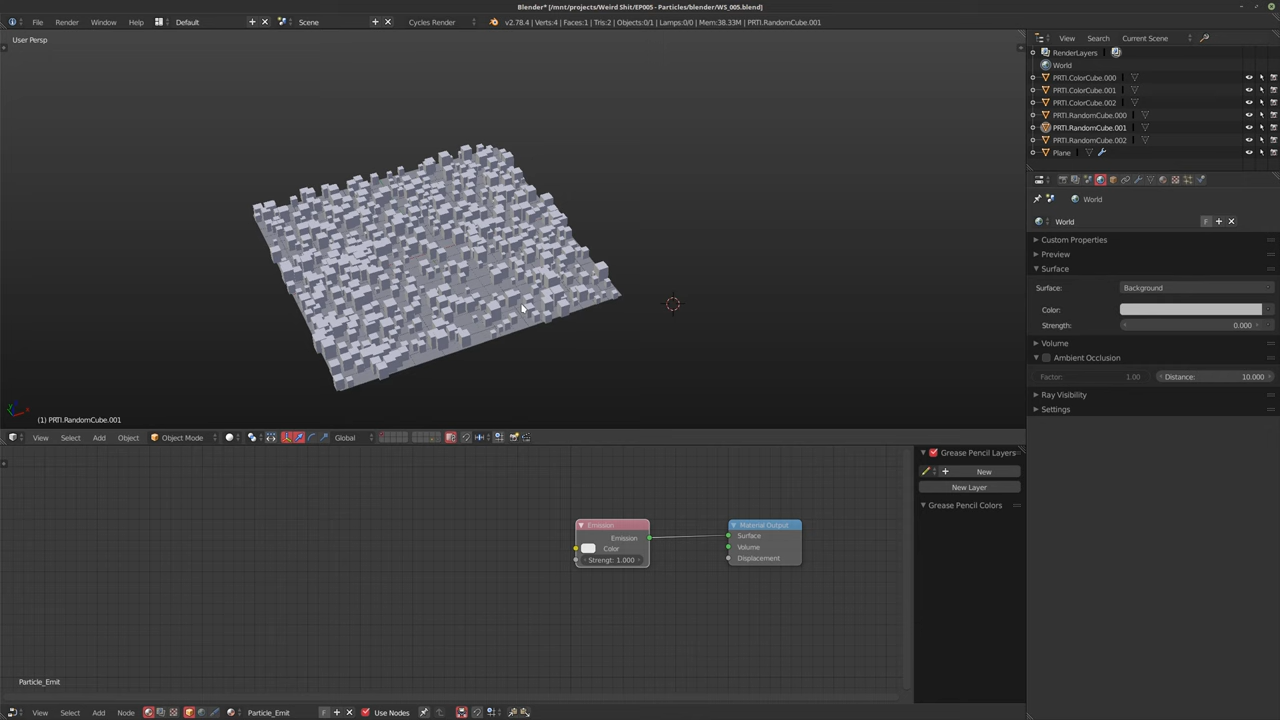 Blender* [/mnt/projects/Weird Shit/EP005 - Particles/blender/WS_005.blend]
File Render Window Help Default Scene Cycles Render v2.78.4 | Verts:4 | Faces:1 | Tris:2 | Objects:0/1 | Lamps:0/0 | Mem:38.33M | PRTI.RandomCube.001
User Persp
View Search Current Scene
RenderLayers
World
PRTI.ColorCube.000
PRTI.ColorCube.001
PRTI.ColorCube.002
PRTI.RandomCube.000
PRTI.RandomCube.001
PRTI.RandomCube.002
Plane
World
World F
Custom Properties
Preview
Surface
Surface: Background
Color:
Strength: 0.000
Volume
Ambient Occlusion
Factor: 1.00 Distance: 10.000
Ray Visibility
Settings
(1) PRTI.RandomCube.001
View Select Add Object Object Mode Global
Grease Pencil Layers
New
New Layer
Grease Pencil Colors
Emission
Emission
Color
Strengt: 1.000
Material Output
Surface
Volume
Displacement
Particle_Emit
View Select Add Node Particle_Emit F Use Nodes